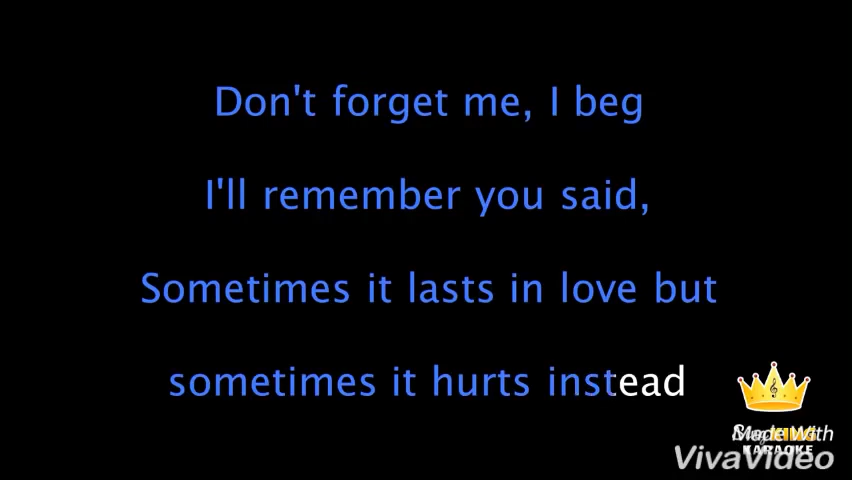 Don't forget me, I beg
I'll remember you said,
Sometimes it lasts in love but
sometimes it hurts instead
Made With
KARAOKE
VivaVideo